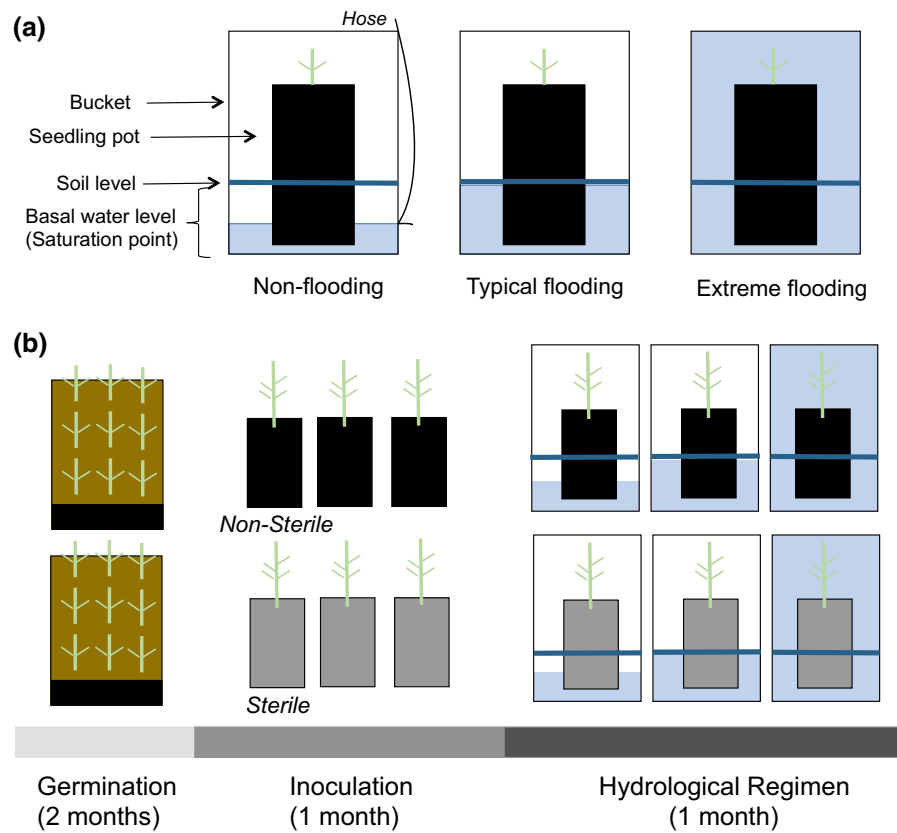 (a)
Hose
Bucket
Seedling pot
Soil level
Basal water level
(Saturation point)
Non-flooding
Typical flooding
Extreme flooding
(b)
Non-Sterile
Sterile
Germination
(2 months)
Inoculation
(1 month)
Hydrological Regimen
(1 month)